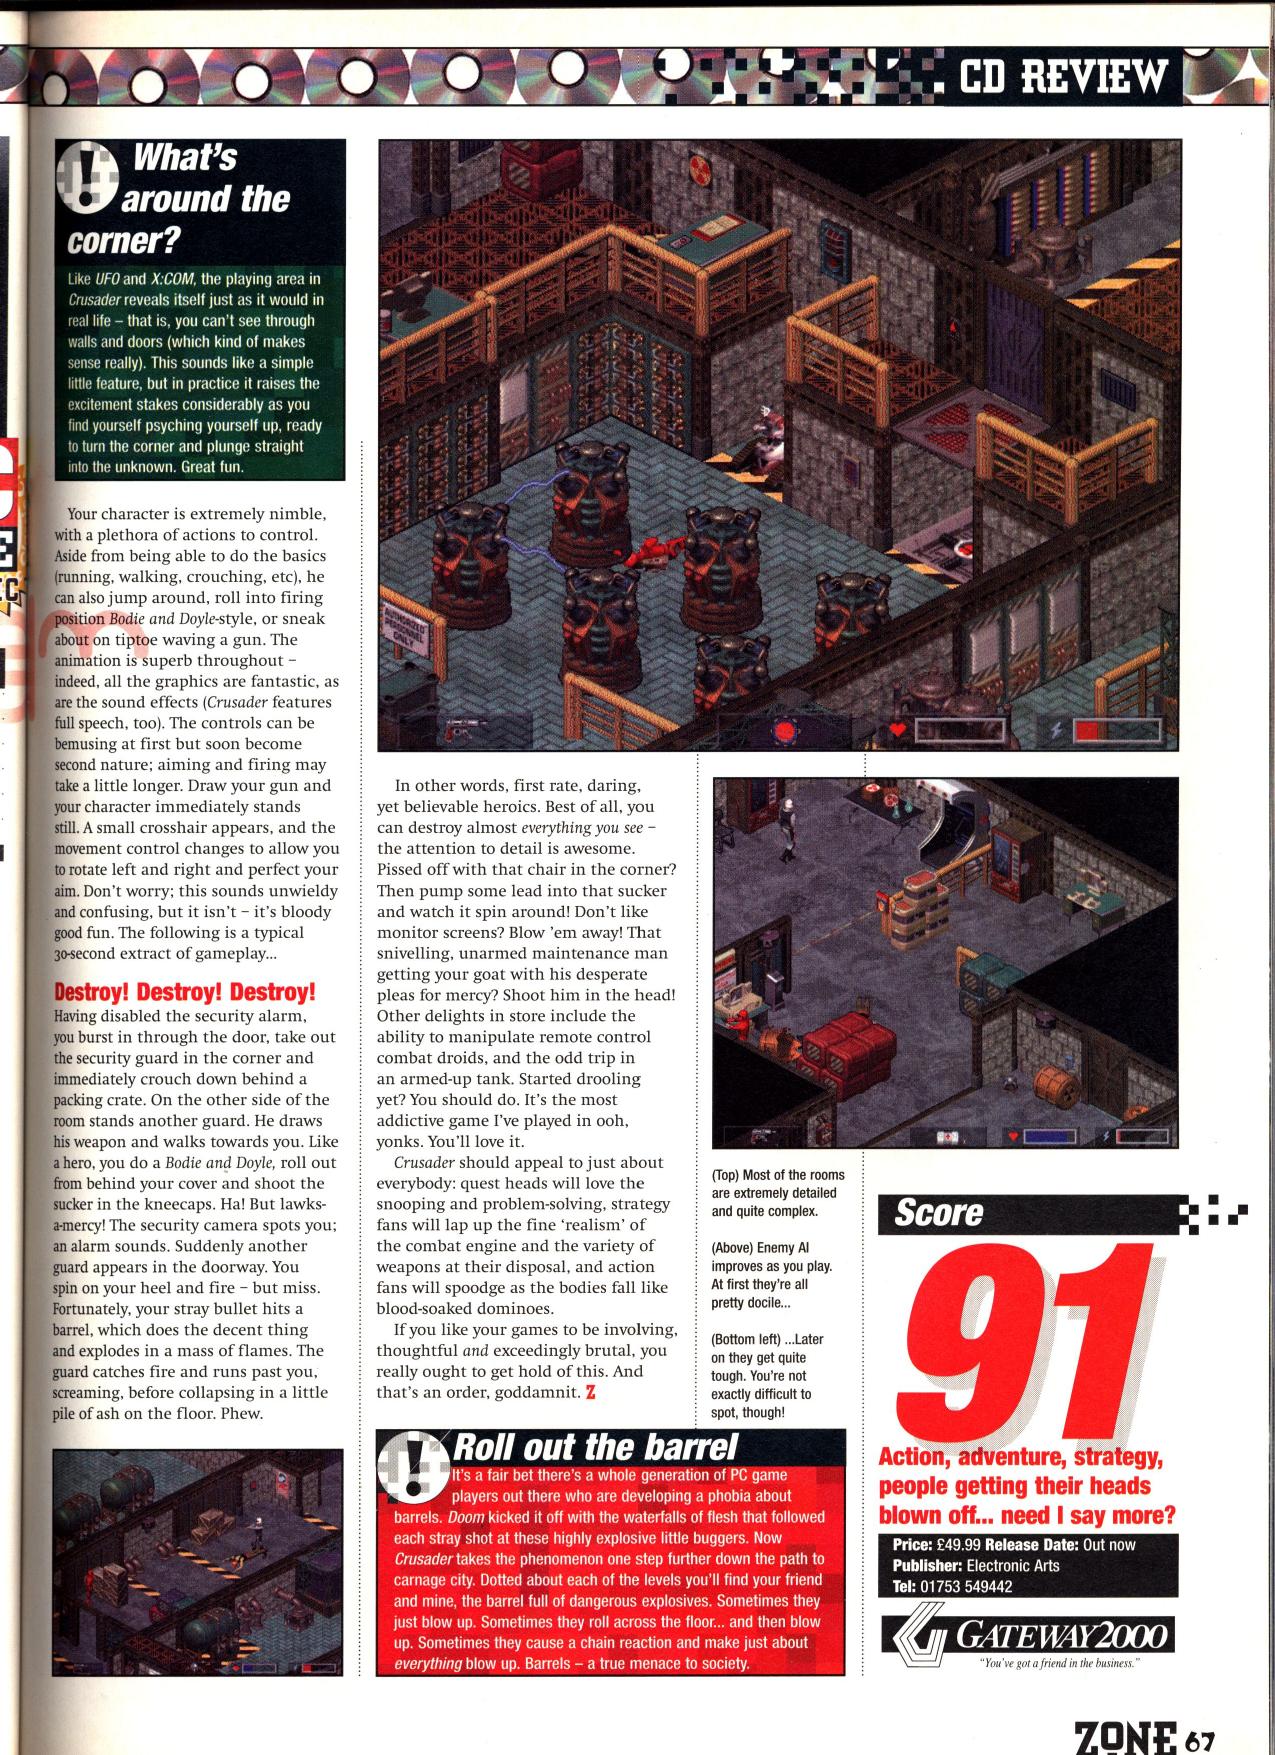 CD REVIEW
What's
around the
corner?
Like UFO and X:COM, the playing area in
Crusader reveals itself just as it would in
real life – that is, you can't see through
walls and doors (which kind of makes
sense really). This sounds like a simple
little feature, but in practice it raises the
excitement stakes considerably as you
find yourself psyching yourself up, ready
to turn the corner and plunge straight
into the unknown. Great fun.
Your character is extremely nimble,
with a plethora of actions to control.
Aside from being able to do the basics
(running, walking, crouching, etc), he
can also jump around, roll into firing
position Bodie and Doyle-style, or sneak
about on tiptoe waving a gun. The
animation is superb throughout –
indeed, all the graphics are fantastic, as
are the sound effects (Crusader features
full speech, too). The controls can be
bemusing at first but soon become
second nature; aiming and firing may
take a little longer. Draw your gun and
your character immediately stands
still. A small crosshair appears, and the
movement control changes to allow you
to rotate left and right and perfect your
aim. Don't worry; this sounds unwieldy
and confusing, but it isn't – it's bloody
good fun. The following is a typical
30-second extract of gameplay...
Destroy! Destroy! Destroy!
Having disabled the security alarm,
you burst in through the door, take out
the security guard in the corner and
immediately crouch down behind a
packing crate. On the other side of the
room stands another guard. He draws
his weapon and walks towards you. Like
a hero, you do a Bodie and Doyle, roll out
from behind your cover and shoot the
sucker in the kneecaps. Ha! But lawks-
a-mercy! The security camera spots you;
an alarm sounds. Suddenly another
guard appears in the doorway. You
spin on your heel and fire – but miss.
Fortunately, your stray bullet hits a
barrel, which does the decent thing
and explodes in a mass of flames. The
guard catches fire and runs past you,
screaming, before collapsing in a little
pile of ash on the floor. Phew.
AUTHORIZED
PERSONNEL
ONLY
In other words, first rate, daring,
yet believable heroics. Best of all, you
can destroy almost everything you see –
the attention to detail is awesome.
Pissed off with that chair in the corner?
Then pump some lead into that sucker
and watch it spin around! Don't like
monitor screens? Blow 'em away! That
snivelling, unarmed maintenance man
getting your goat with his desperate
pleas for mercy? Shoot him in the head!
Other delights in store include the
ability to manipulate remote control
combat droids, and the odd trip in
an armed-up tank. Started drooling
yet? You should do. It's the most
addictive game I've played in ooh,
yonks. You'll love it.
Crusader should appeal to just about
everybody: quest heads will love the
snooping and problem-solving, strategy
fans will lap up the fine 'realism' of
the combat engine and the variety of
weapons at their disposal, and action
fans will spoodge as the bodies fall like
blood-soaked dominoes.
If you like your games to be involving,
thoughtful and exceedingly brutal, you
really ought to get hold of this. And
that's an order, goddamnit. Z
(Top) Most of the rooms
are extremely detailed
and quite complex.
(Above) Enemy AI
improves as you play.
At first they're all
pretty docile...
(Bottom left) ...Later
on they get quite
tough. You're not
exactly difficult to
spot, though!
Roll out the barrel
It's a fair bet there's a whole generation of PC game
players out there who are developing a phobia about
barrels. Doom kicked it off with the waterfalls of flesh that followed
each stray shot at these highly explosive little buggers. Now
Crusader takes the phenomenon one step further down the path to
carnage city. Dotted about each of the levels you'll find your friend
and mine, the barrel full of dangerous explosives. Sometimes they
just blow up. Sometimes they roll across the floor... and then blow
up. Sometimes they cause a chain reaction and make just about
everything blow up. Barrels – a true menace to society.
Score
91
Action, adventure, strategy,
people getting their heads
blown off... need I say more?
Price: £49.99 Release Date: Out now
Publisher: Electronic Arts
Tel: 01753 549442
GATEWAY2000
"You've got a friend in the business."
ZONE 67